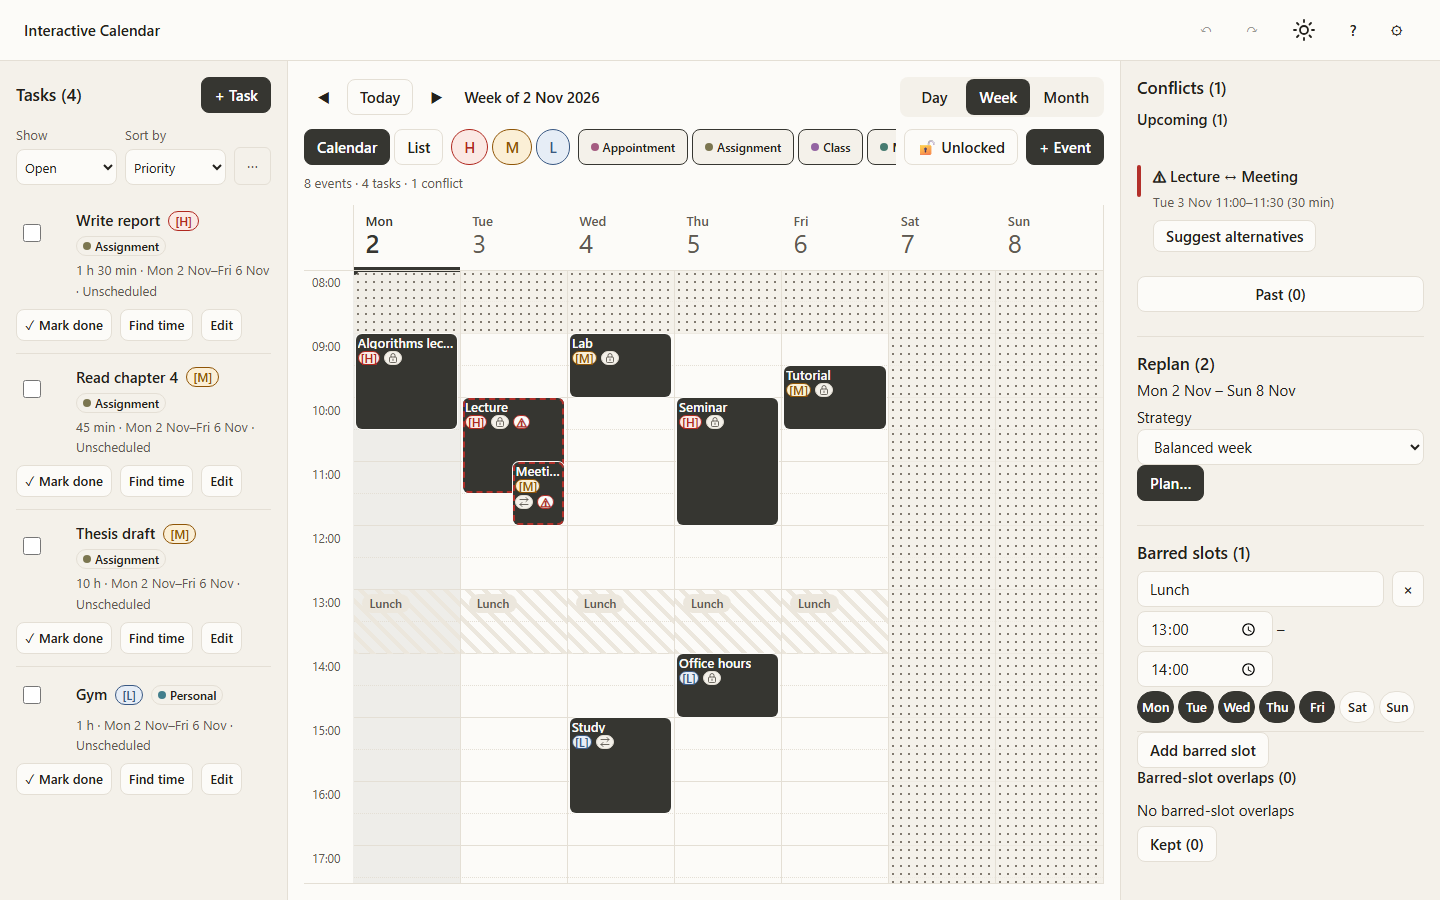 Interactive Calendar
?
Tasks (4)
+ Task
Show
Sort by
Open
Priority
...
Write report [H]
Assignment
1 h 30 min · Mon 2 Nov–Fri 6 Nov
· Unscheduled
✓ Mark done
Find time
Edit
Read chapter 4 [M]
Assignment
45 min · Mon 2 Nov–Fri 6 Nov ·
Unscheduled
✓ Mark done
Find time
Edit
Thesis draft [M]
Assignment
10 h · Mon 2 Nov–Fri 6 Nov ·
Unscheduled
✓ Mark done
Find time
Edit
Gym [L] Personal
1 h · Mon 2 Nov–Fri 6 Nov ·
Unscheduled
✓ Mark done
Find time
Edit
◀ Today ▶ Week of 2 Nov 2026
Day Week Month
Calendar List H M L Appointment Assignment Class
Unlocked + Event
8 events · 4 tasks · 1 conflict
Mon 2
Tue 3
Wed 4
Thu 5
Fri 6
Sat 7
Sun 8
08:00
09:00
10:00
11:00
12:00
13:00
14:00
15:00
16:00
17:00
Algorithms lec...
[H]
Lecture
[H]
Meeti...
[M]
Lab
[M]
Study
[L]
Seminar
[H]
Office hours
[L]
Tutorial
[M]
Lunch
Lunch
Lunch
Lunch
Lunch
Conflicts (1)
Upcoming (1)
⚠ Lecture ↔ Meeting
Tue 3 Nov 11:00–11:30 (30 min)
Suggest alternatives
Past (0)
Replan (2)
Mon 2 Nov – Sun 8 Nov
Strategy
Balanced week
Plan...
Barred slots (1)
Lunch ×
13:00 –
14:00
Mon Tue Wed Thu Fri Sat Sun
Add barred slot
Barred-slot overlaps (0)
No barred-slot overlaps
Kept (0)